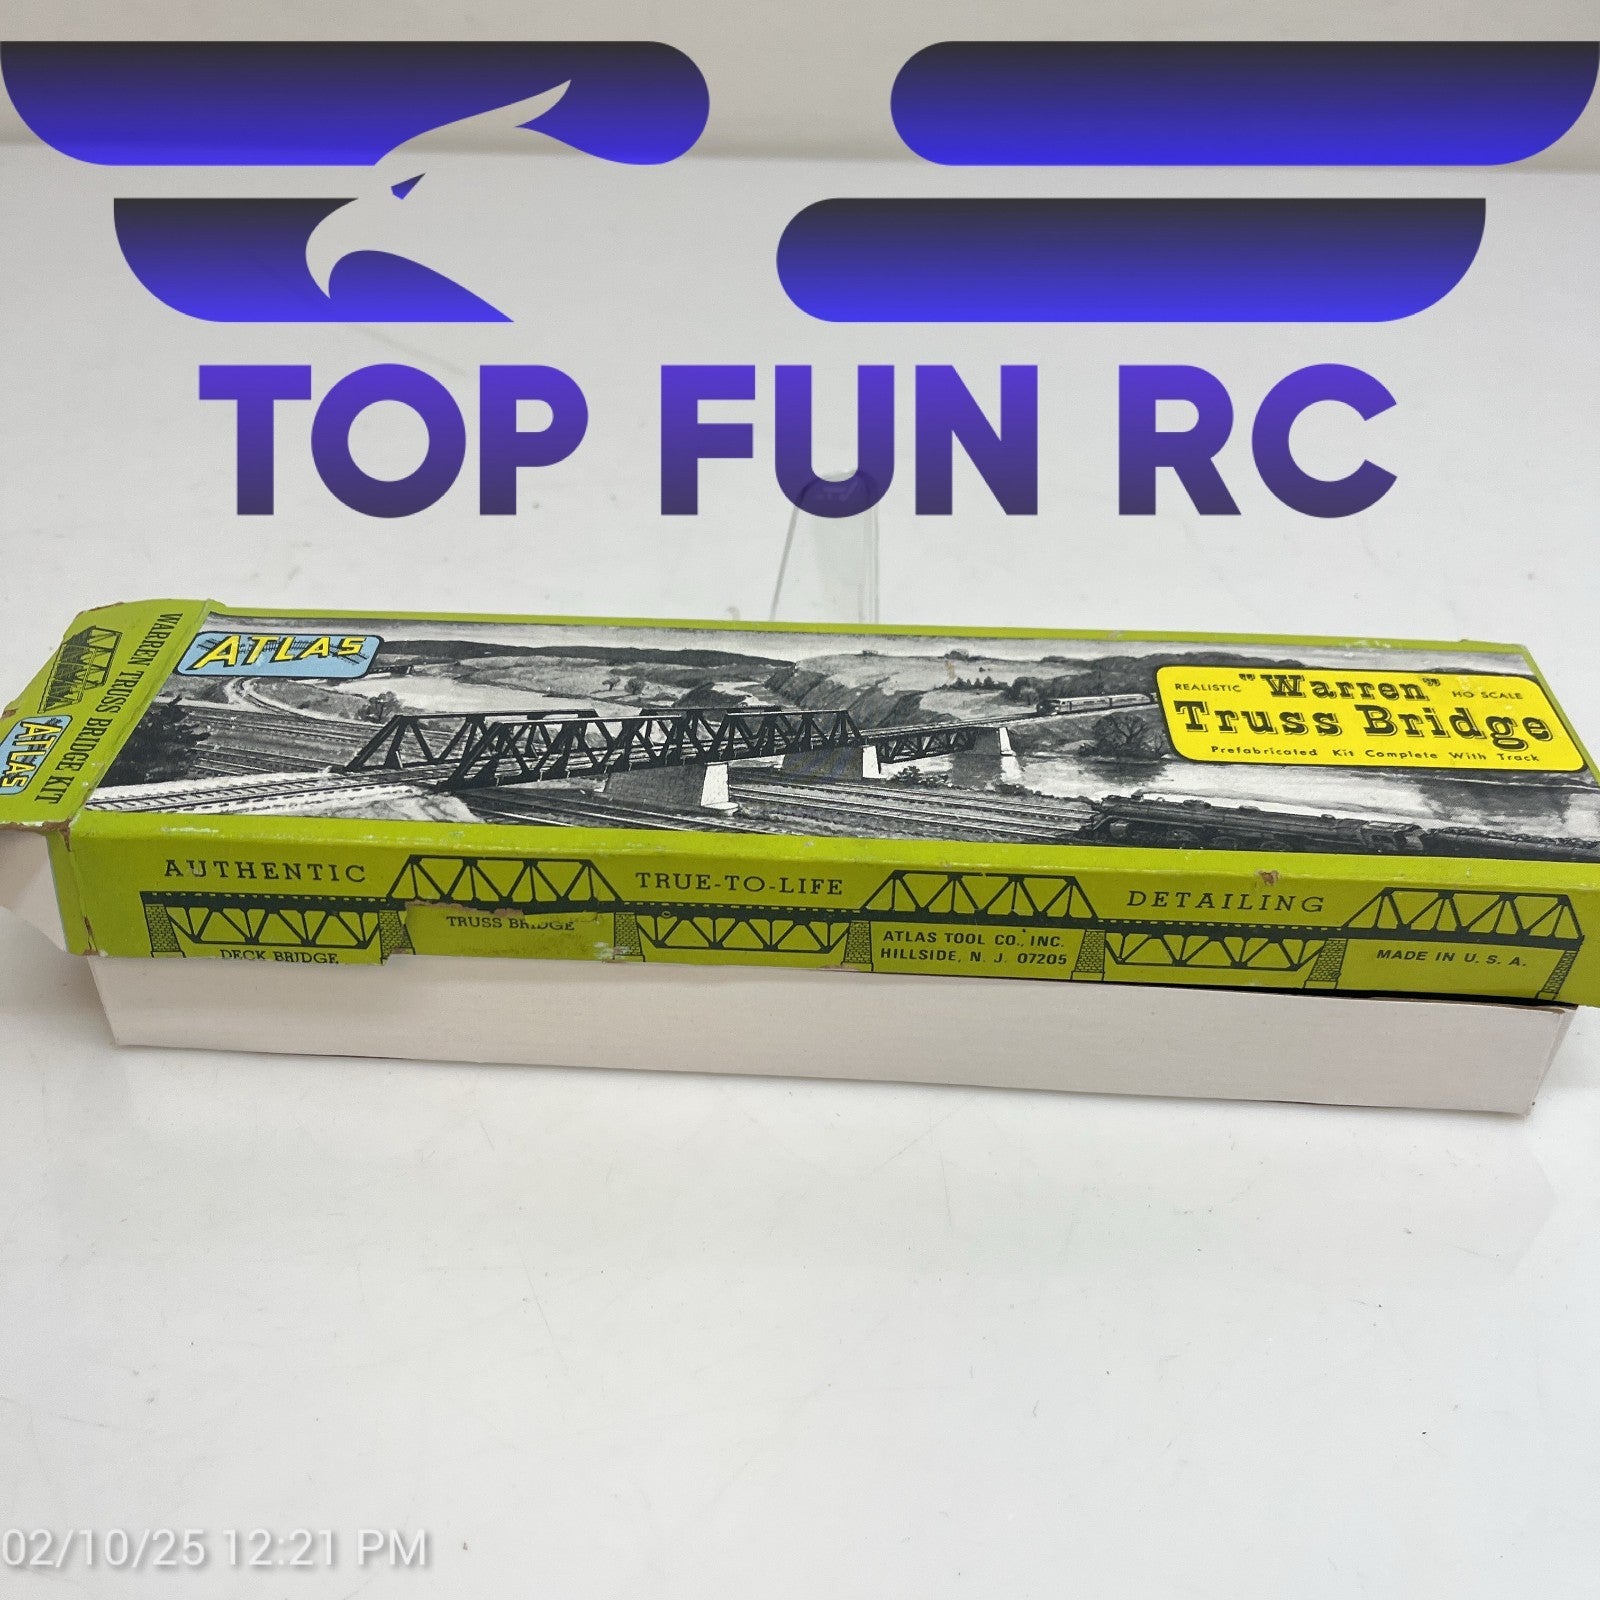 TOP FUN RC
ATLAS
REALISTIC "Warren" HO SCALE
Truss Bridge
Prefabricated Kit Complete With Track
WARREN TRUSS BRIDGE KIT
ATLAS
AUTHENTIC TRUE-TO-LIFE DETAILING
DECK BRIDGE
TRUSS BRIDGE
©
ATLAS TOOL CO., INC.
HILLSIDE, N. J. 07205
MADE IN U. S. A.
02/10/25 12:21 PM